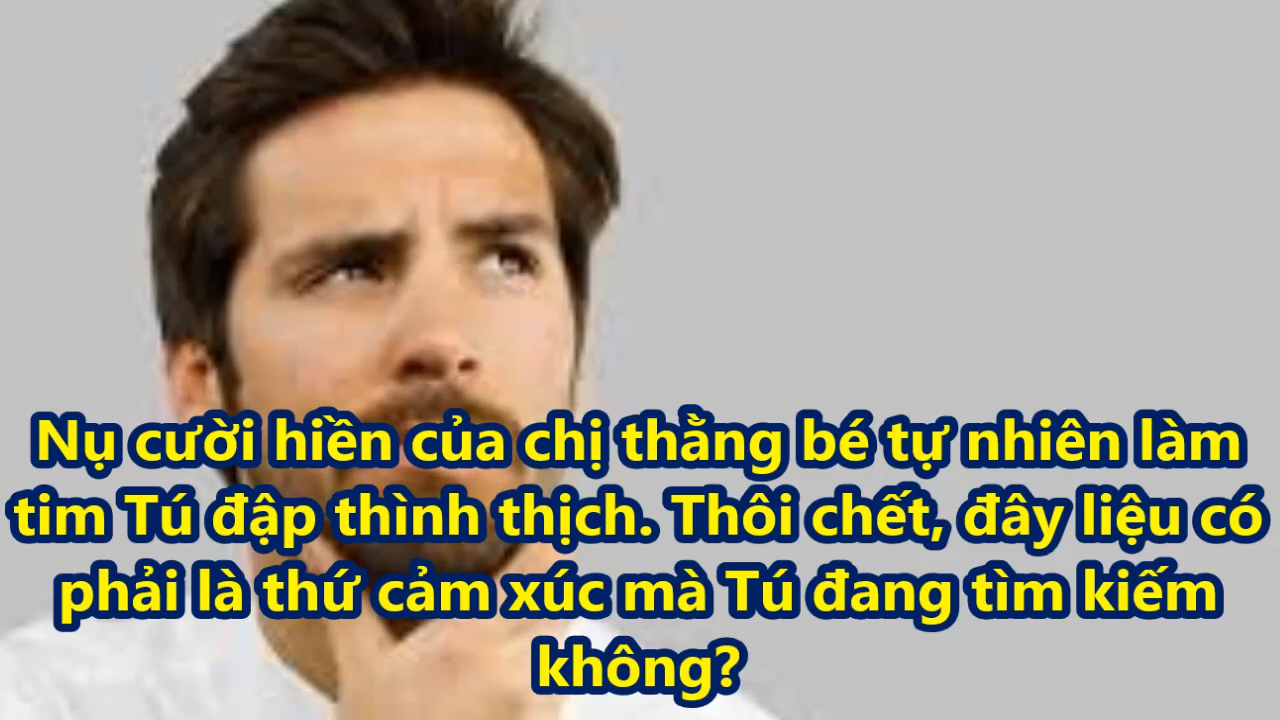 Nụ cười hiền của chị thằng bé tự nhiên làm
tim Tú đập thình thịch. Thôi chết, đây liệu có
phải là thứ cảm xúc mà Tú đang tìm kiếm
không?